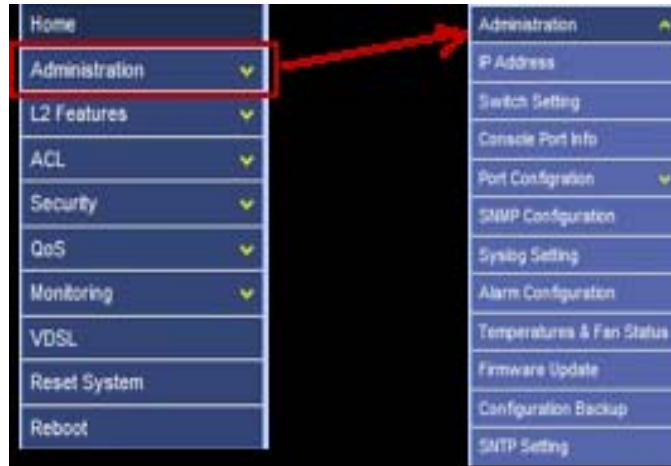 Home
Administration
L2 Features
ACL
Security
QoS
Monitoring
VDSL
Reset System
Reboot
Administration
IP Address
Switch Setting
Console Port Info
Port Configration
SNMP Configuration
Syslog Setting
Alarm Configuration
Temperatures & Fan Status
Firmware Update
Configuration Backup
SNTP Setting